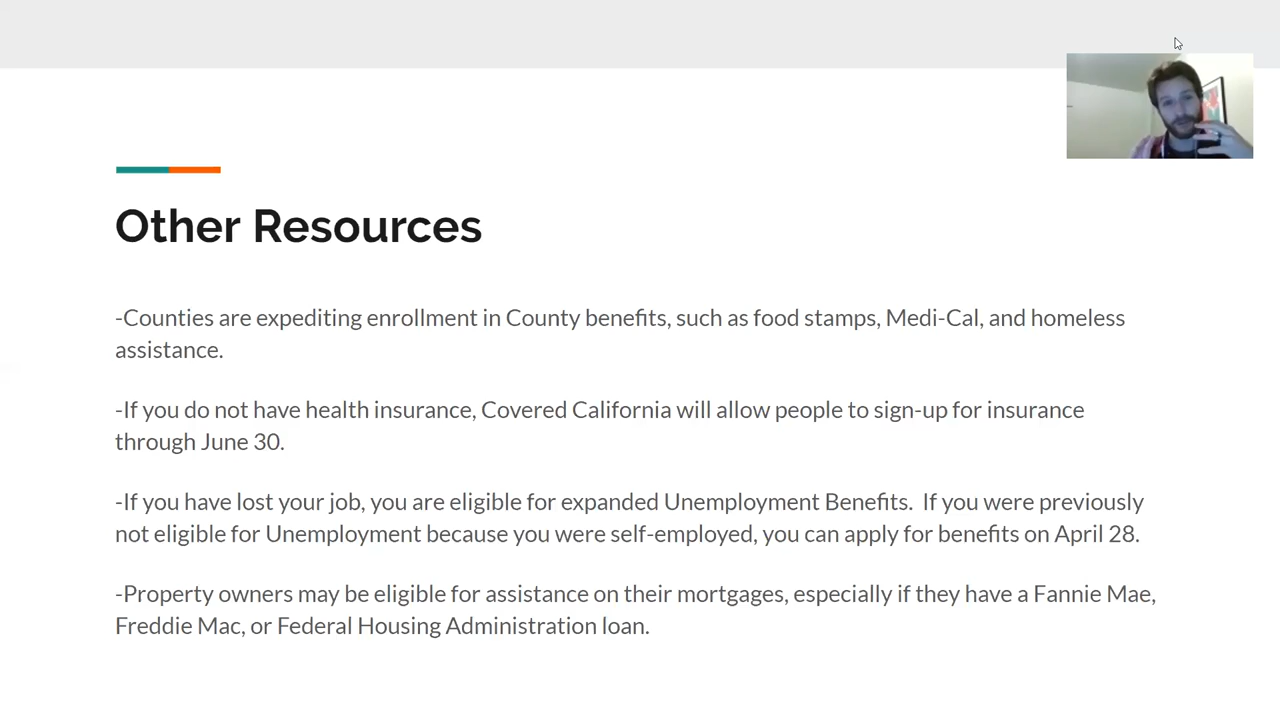 Other Resources
-Counties are expediting enrollment in County benefits, such as food stamps, Medi-Cal, and homeless
assistance.
-If you do not have health insurance, Covered California will allow people to sign-up for insurance
through June 30.
-If you have lost your job, you are eligible for expanded Unemployment Benefits.  If you were previously
not eligible for Unemployment because you were self-employed, you can apply for benefits on April 28.
-Property owners may be eligible for assistance on their mortgages, especially if they have a Fannie Mae,
Freddie Mac, or Federal Housing Administration loan.